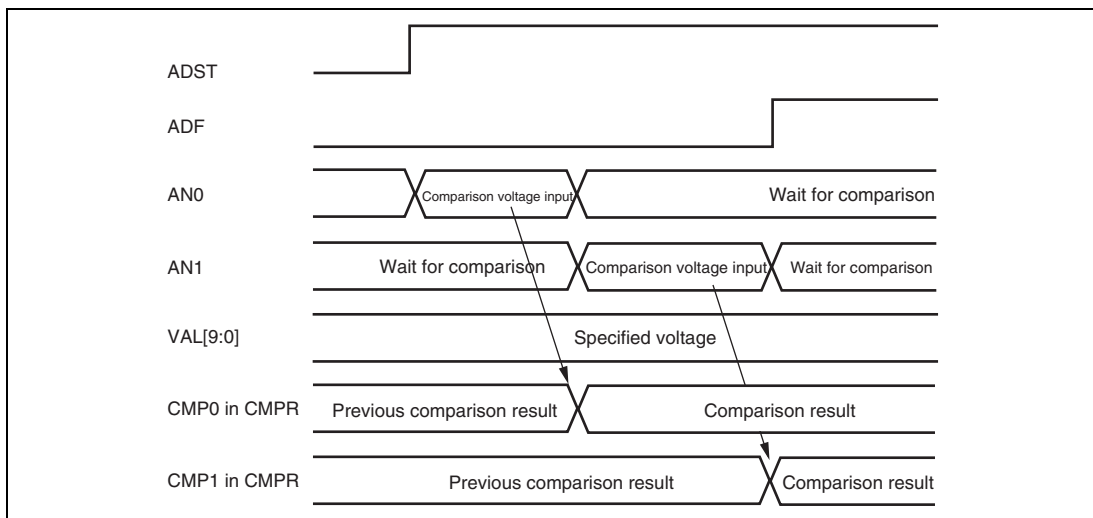 ADST
ADF
AN0
Comparison voltage input
Wait for comparison
AN1
Wait for comparison
Comparison voltage input
Wait for comparison
VAL[9:0]
Specified voltage
CMP0 in CMPR
Previous comparison result
Comparison result
CMP1 in CMPR
Previous comparison result
Comparison result